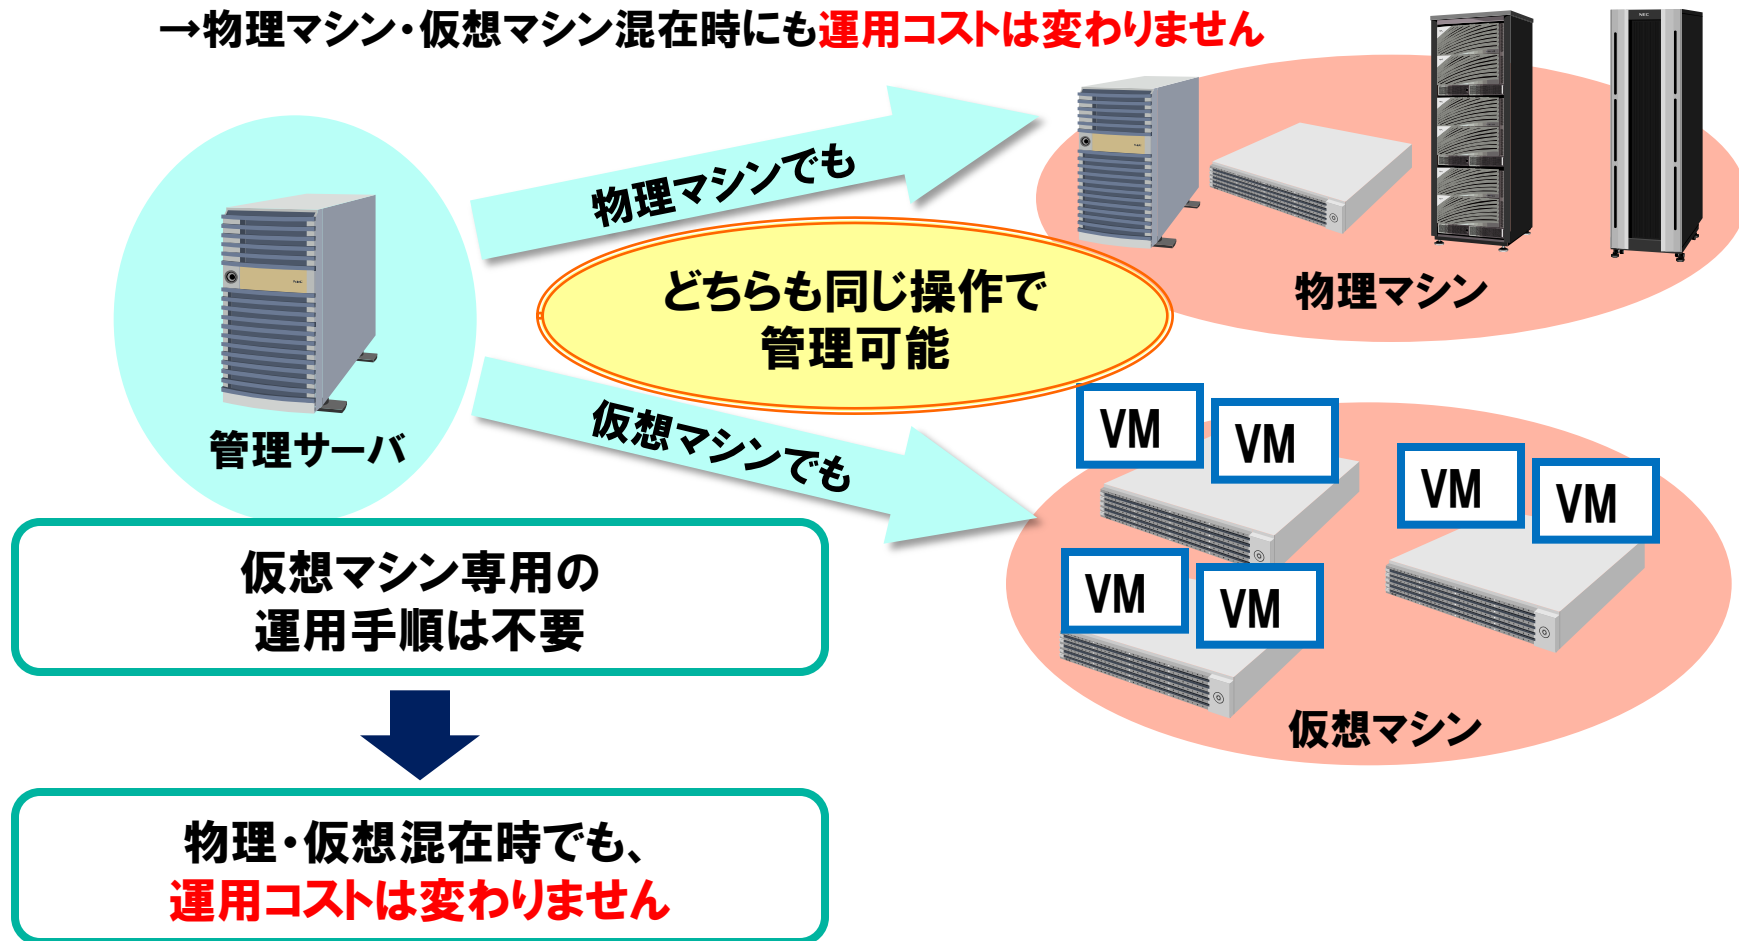 →物理マシン・仮想マシン混在時にも運用コストは変わりません
物理マシンでも
どちらも同じ操作で
管理可能
仮想マシンでも
管理サーバ
物理マシン
VM
VM
VM
VM
VM
VM
仮想マシン
仮想マシン専用の
運用手順は不要
物理・仮想混在時でも、
運用コストは変わりません
NEC